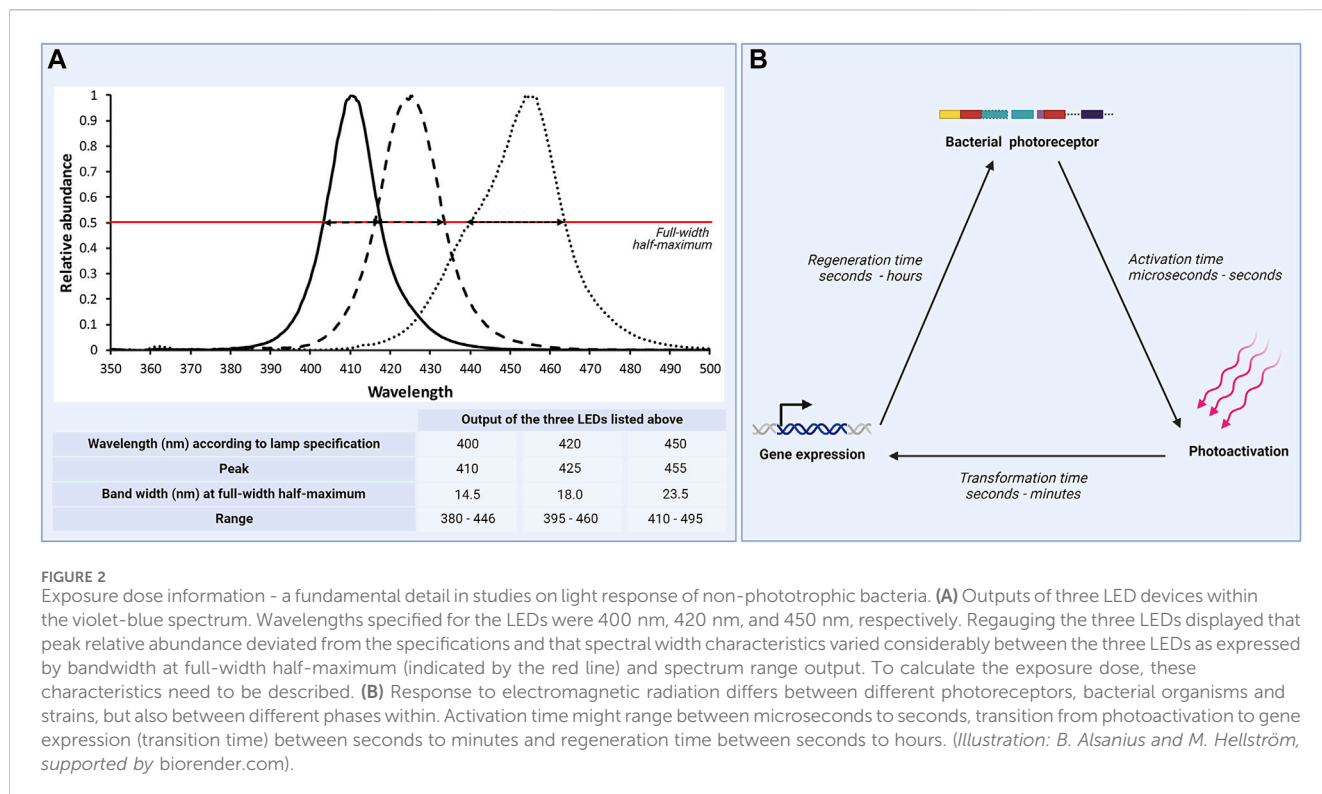 A
Relative abundance
1
0.9
0.8
0.7
0.6
0.5
0.4
0.3
0.2
0.1
0
Full-width
half-maximum
350 360 370 380 390 400 410 420 430 440 450 460 470 480 490 500
Wavelength
Output of the three LEDs listed above
Wavelength (nm) according to lamp specification 400 420 450
Peak 410 425 455
Band width (nm) at full-width half-maximum 14.5 18.0 23.5
Range 380 - 446 395 - 460 410 - 495
B
Bacterial photoreceptor
Regeneration time
seconds - hours
Activation time
microseconds - seconds
Gene expression
Photoactivation
Transformation time
seconds - minutes
FIGURE 2
Exposure dose information - a fundamental detail in studies on light response of non-phototrophic bacteria. (A) Outputs of three LED devices within
the violet-blue spectrum. Wavelengths specified for the LEDs were 400 nm, 420 nm, and 450 nm, respectively. Regauging the three LEDs displayed that
peak relative abundance deviated from the specifications and that spectral width characteristics varied considerably between the three LEDs as expressed
by bandwidth at full-width half-maximum (indicated by the red line) and spectrum range output. To calculate the exposure dose, these
characteristics need to be described. (B) Response to electromagnetic radiation differs between different photoreceptors, bacterial organisms and
strains, but also between different phases within. Activation time might range between microseconds to seconds, transition from photoactivation to gene
expression (transition time) between seconds to minutes and regeneration time between seconds to hours. (Illustration: B. Alsanius and M. Hellström,
supported by biorender.com).